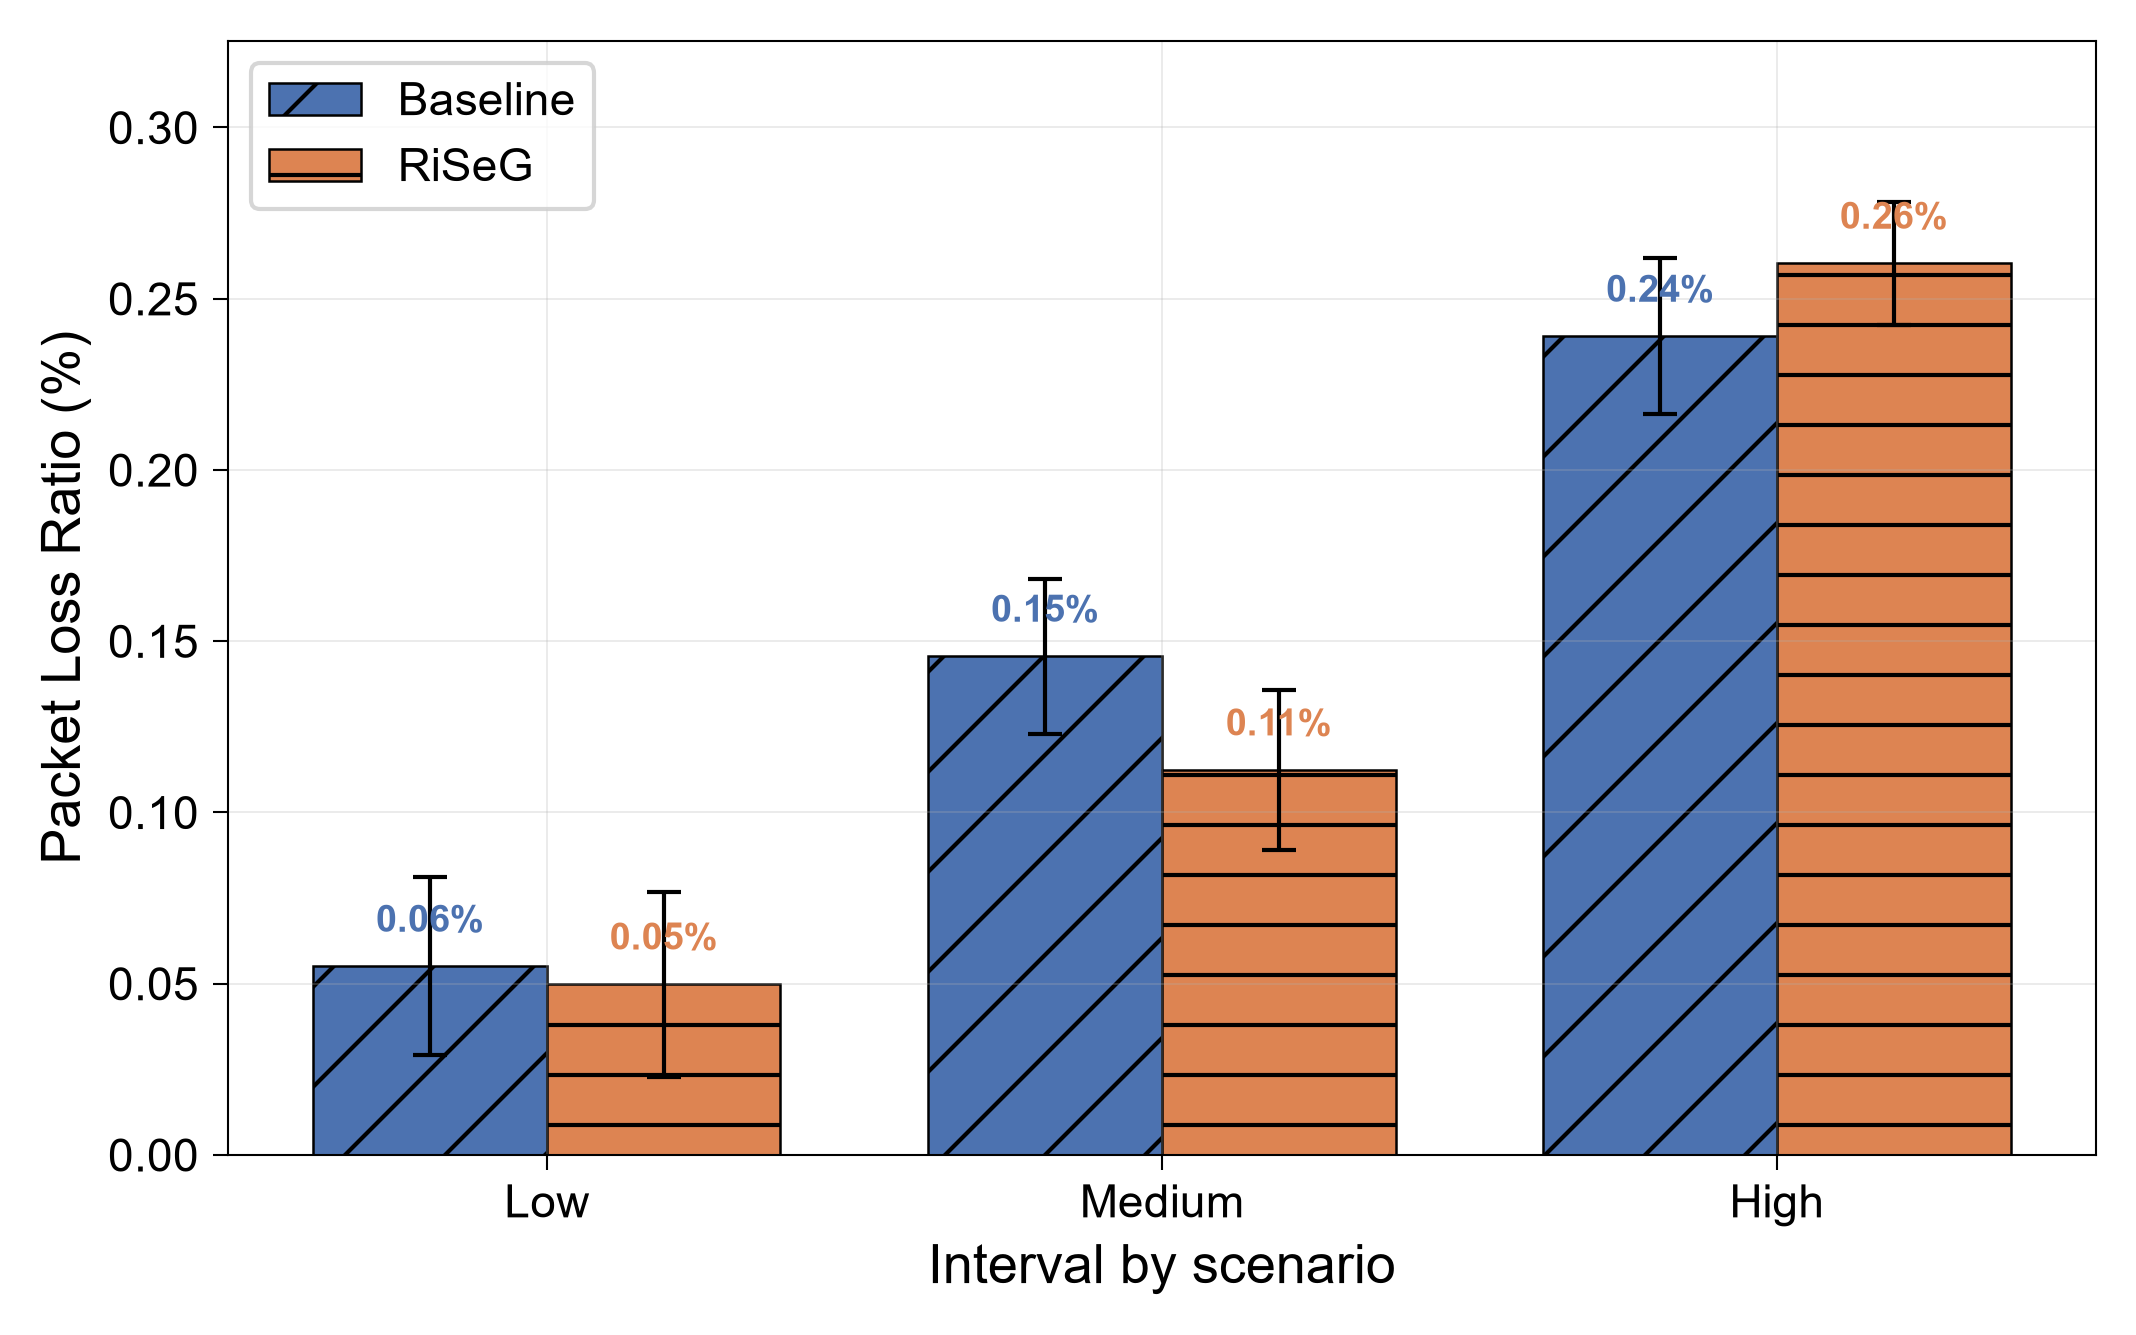 Baseline
RiSeG
0.30
0.25
0.20
0.15
0.10
0.05
0.00
Packet Loss Ratio (%)
0.06%
0.05%
0.15%
0.11%
0.24%
0.26%
Low
Medium
High
Interval by scenario